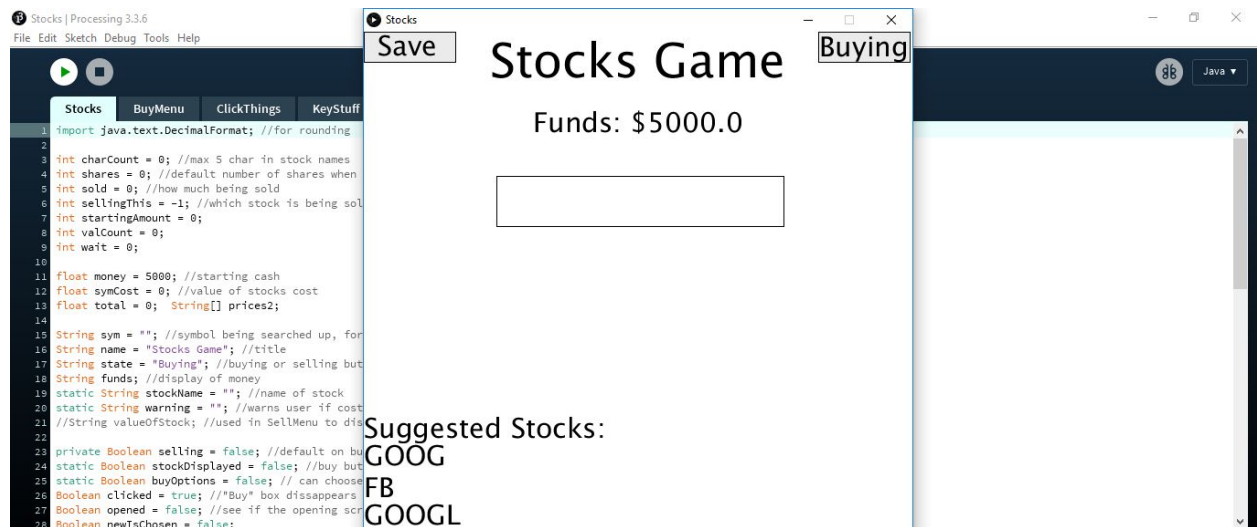 Stocks | Processing 3.3.6
File Edit Sketch Debug Tools Help
Java ▼
Stocks BuyMenu ClickThings KeyStuff
1 import java.text.DecimalFormat; //for rounding
2
3 int charCount = 0; //max 5 char in stock names
4 int shares = 0; //default number of shares when
5 int sold = 0; //how much being sold
6 int sellingThis = -1; //which stock is being sol
7 int startingAmount = 0;
8 int valCount = 0;
9 int wait = 0;
10
11 float money = 5000; //starting cash
12 float symCost = 0; //value of stocks cost
13 float total = 0;  String[] prices2;
14
15 String sym = ""; //symbol being searched up, for
16 String name = "Stocks Game"; //title
17 String state = "Buying"; //buying or selling but
18 String funds; //display of money
19 static String stockName = ""; //name of stock
20 static String warning = ""; //warns user if cost
21 //String valueOfStock; //used in SellMenu to dis
22
23 private Boolean selling = false; //default on bu
24 static Boolean stockDisplayed = false; //buy but
25 static Boolean buyOptions = false; // can choose
26 Boolean clicked = true; //"Buy" box dissappears
27 Boolean opened = false; //see if the opening scr
28 Boolean newIsChosen = false;
Stocks
Save
Stocks Game
Buying
Funds: $5000.0
Suggested Stocks:
GOOG
FB
GOOGL